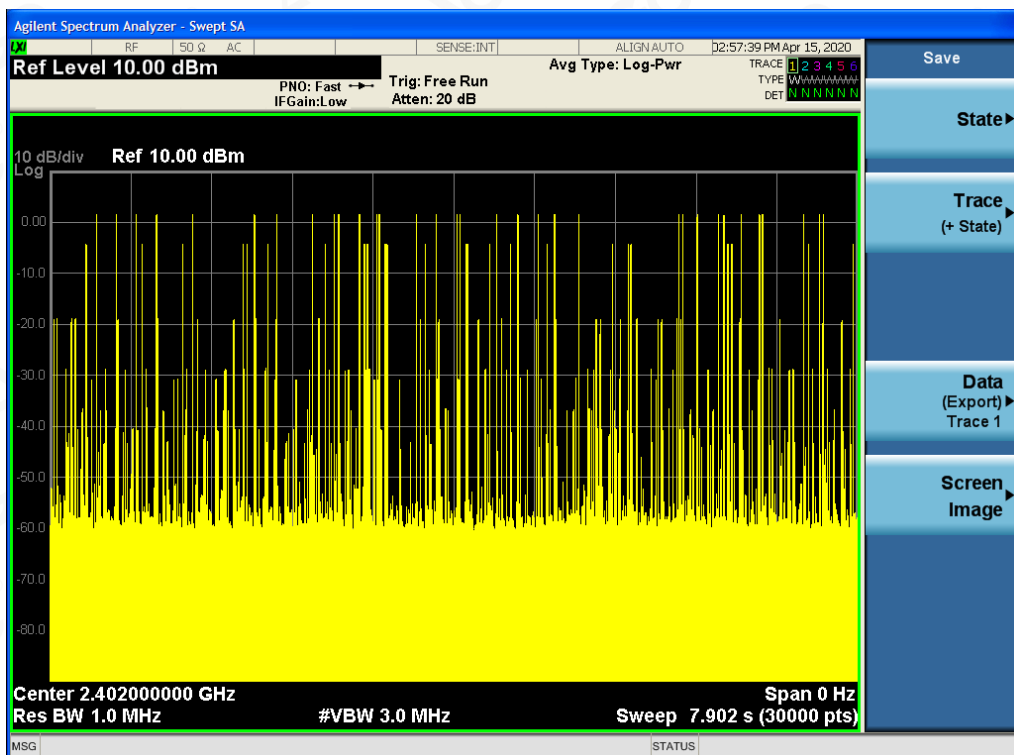 Agilent Spectrum Analyzer - Swept SA
LXI RF 50 Ω AC SENSE:INT ALIGN AUTO 02:57:39 PM Apr 15, 2020
Ref Level 10.00 dBm
Avg Type: Log-Pwr
TRACE 1 2 3 4 5 6
PNO: Fast
Trig: Free Run
TYPE WWWWWW
IFGain:Low
Atten: 20 dB
DET N N N N N N
10 dB/div Ref 10.00 dBm
Log
0.00
-10.0
-20.0
-30.0
-40.0
-50.0
-60.0
-70.0
-80.0
Center 2.402000000 GHz Span 0 Hz
Res BW 1.0 MHz #VBW 3.0 MHz Sweep 7.902 s (30000 pts)
MSG STATUS
Save
State
Trace
(+ State)
Data
(Export)
Trace 1
Screen
Image